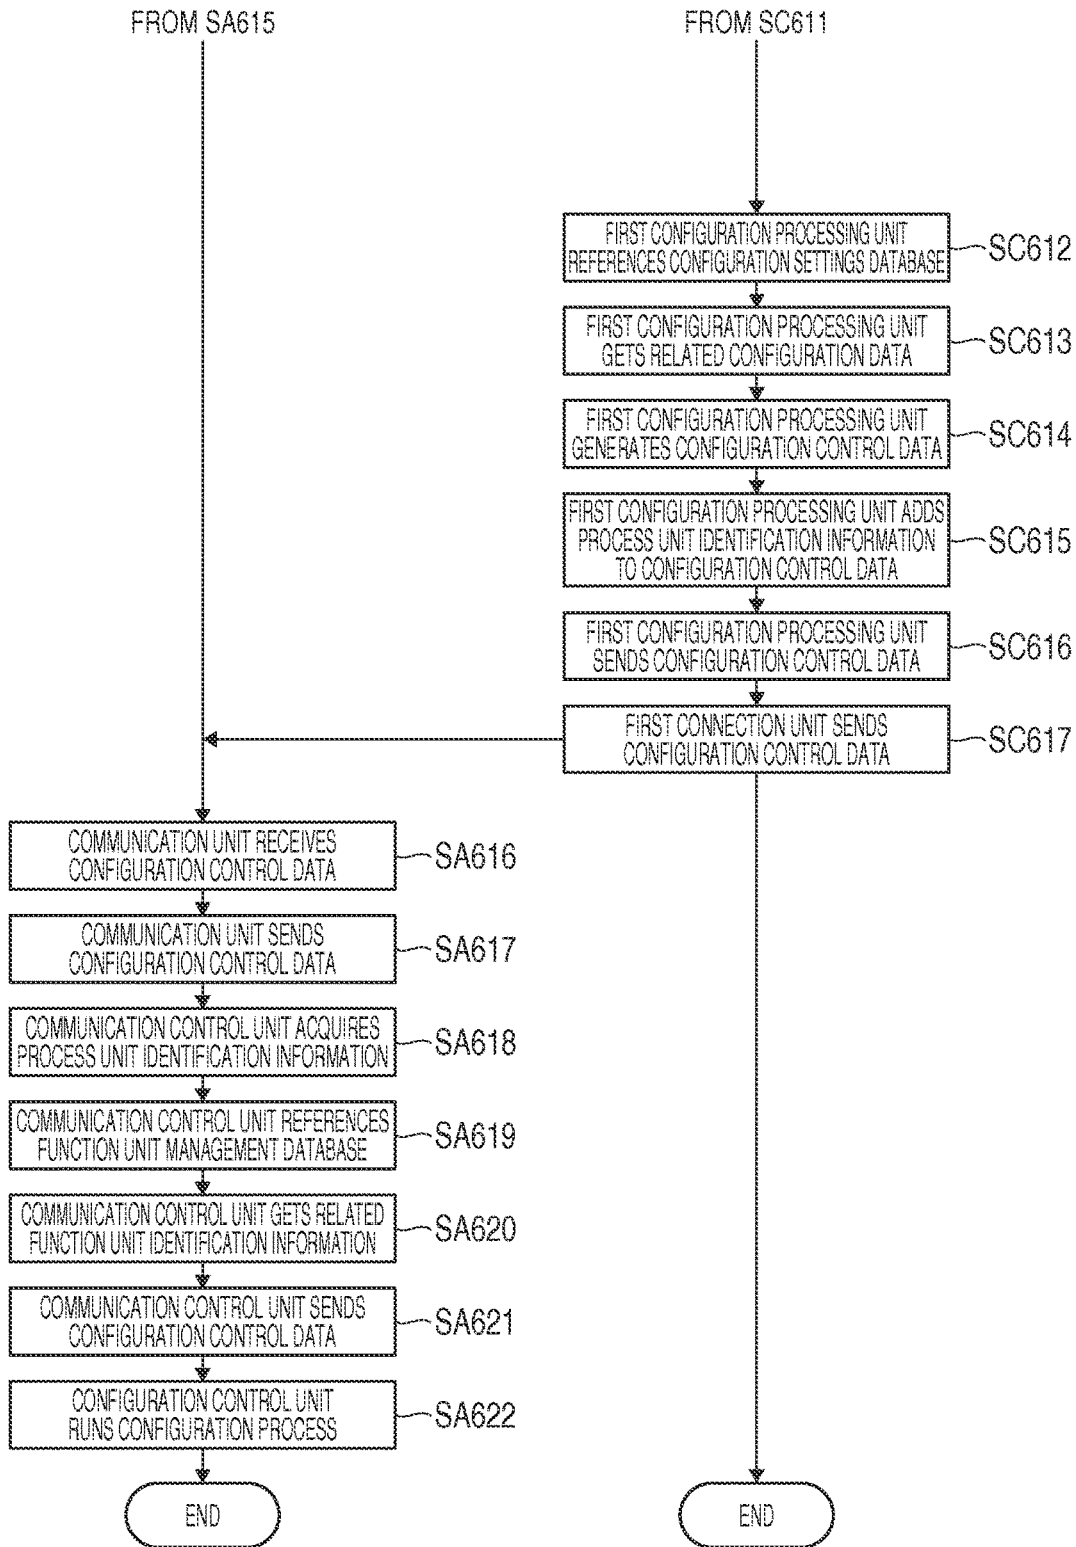 FROM SA615
FROM SC611
FIRST CONFIGURATION PROCESSING UNIT
REFERENCES CONFIGURATION SETTINGS DATABASE
SC612
FIRST CONFIGURATION PROCESSING UNIT
GETS RELATED CONFIGURATION DATA
SC613
FIRST CONFIGURATION PROCESSING UNIT
GENERATES CONFIGURATION CONTROL DATA
SC614
FIRST CONFIGURATION PROCESSING UNIT ADDS
PROCESS UNIT IDENTIFICATION INFORMATION
TO CONFIGURATION CONTROL DATA
SC615
FIRST CONFIGURATION PROCESSING UNIT
SENDS CONFIGURATION CONTROL DATA
SC616
FIRST CONNECTION UNIT SENDS
CONFIGURATION CONTROL DATA
SC617
COMMUNICATION UNIT RECEIVES
CONFIGURATION CONTROL DATA
SA616
COMMUNICATION UNIT SENDS
CONFIGURATION CONTROL DATA
SA617
COMMUNICATION CONTROL UNIT ACQUIRES
PROCESS UNIT IDENTIFICATION INFORMATION
SA618
COMMUNICATION CONTROL UNIT REFERENCES
FUNCTION UNIT MANAGEMENT DATABASE
SA619
COMMUNICATION CONTROL UNIT GETS RELATED
FUNCTION UNIT IDENTIFICATION INFORMATION
SA620
COMMUNICATION CONTROL UNIT SENDS
CONFIGURATION CONTROL DATA
SA621
CONFIGURATION CONTROL UNIT
RUNS CONFIGURATION PROCESS
SA622
END
END